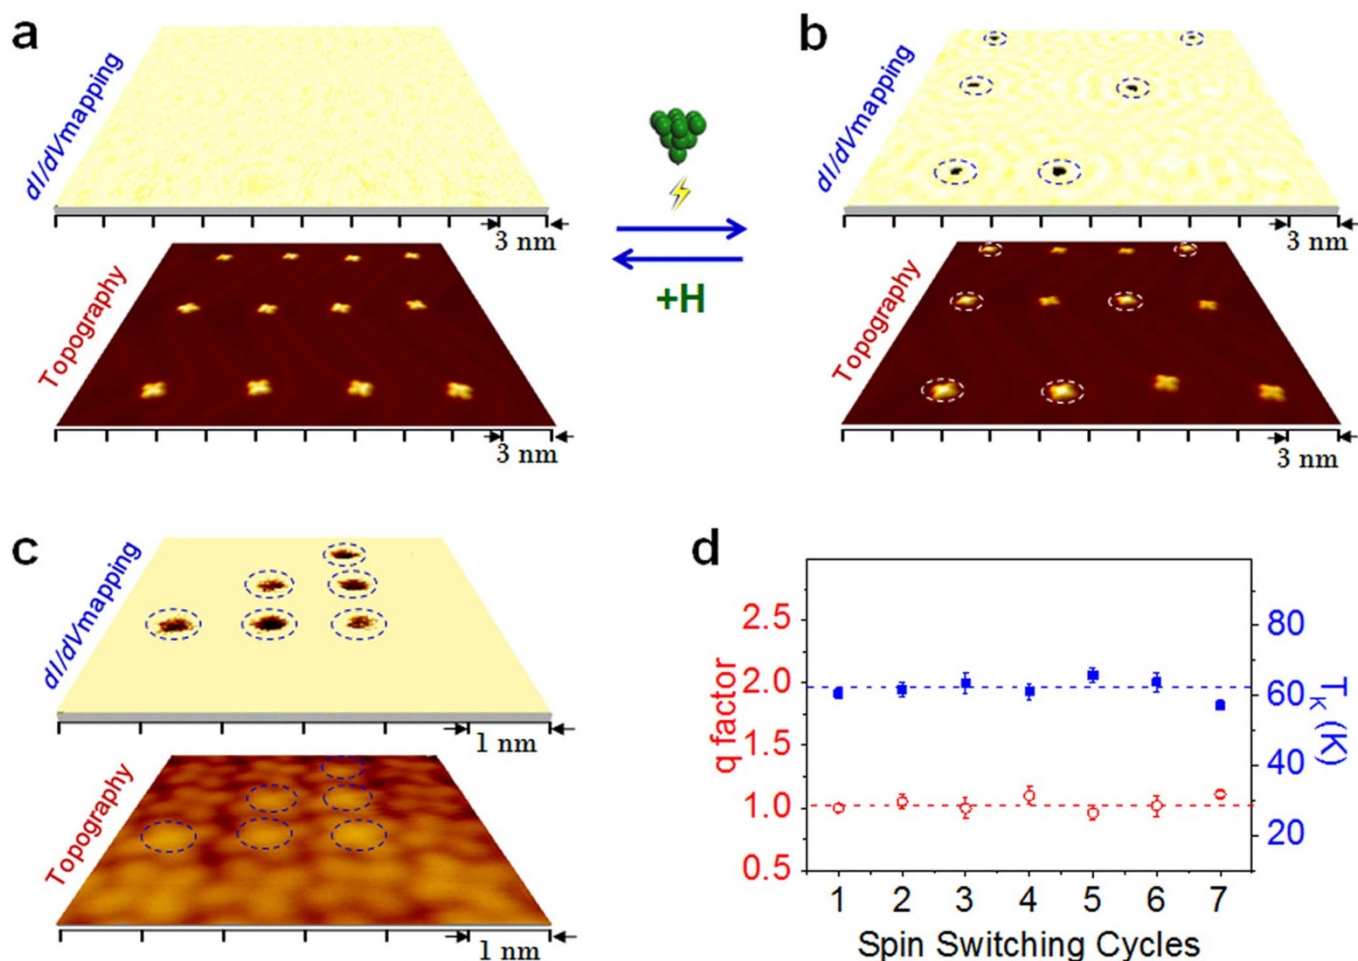 a
dI/dVmapping
3 nm
Topography
3 nm
+H
b
dI/dVmapping
3 nm
Topography
3 nm
c
dI/dVmapping
1 nm
Topography
1 nm
d
q factor
2.5
2.0
1.5
1.0
0.5
80
60
40
20
T_K (K)
1 2 3 4 5 6 7
Spin Switching Cycles